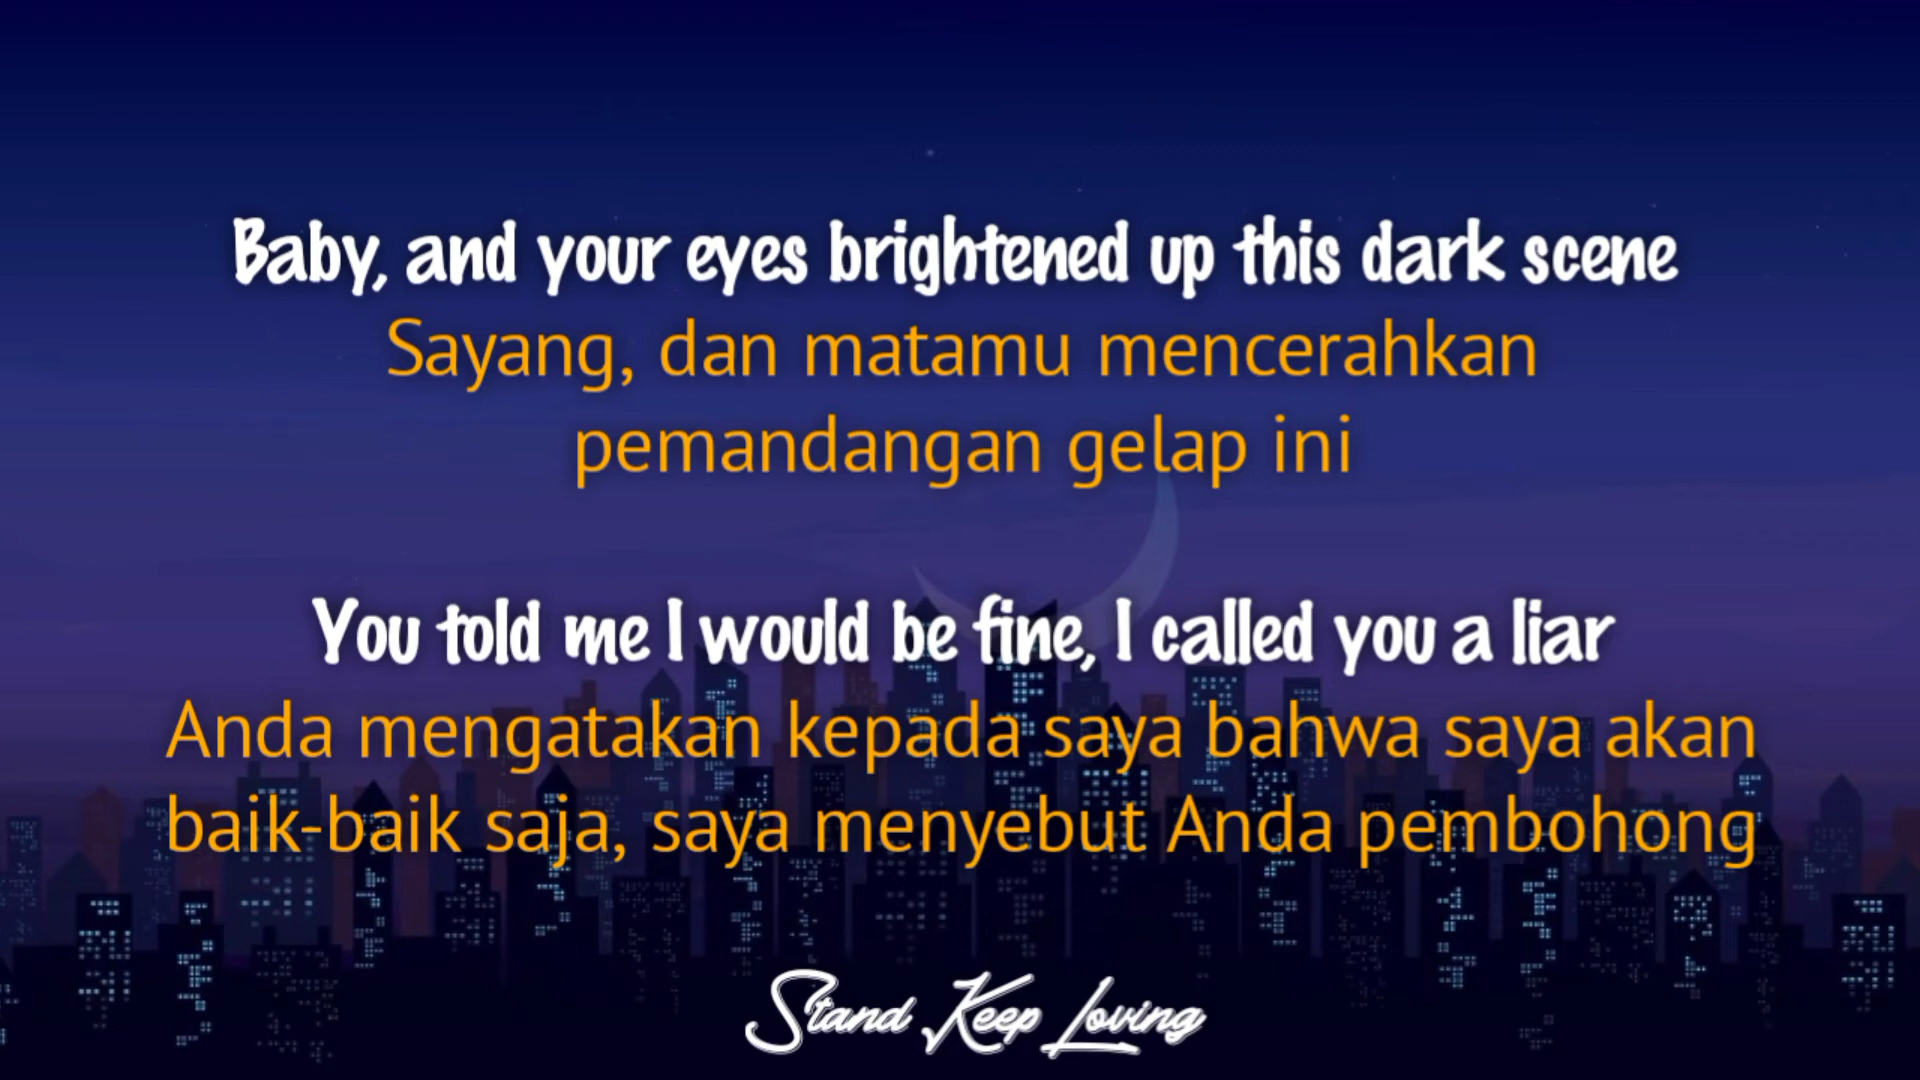 Baby, and your eyes brightened up this dark scene
Sayang, dan matamu mencerahkan
pemandangan gelap ini
You told me I would be fine, I called you a liar
Anda mengatakan kepada saya bahwa saya akan
baik-baik saja, saya menyebut Anda pembohong
Stand Keep Loving